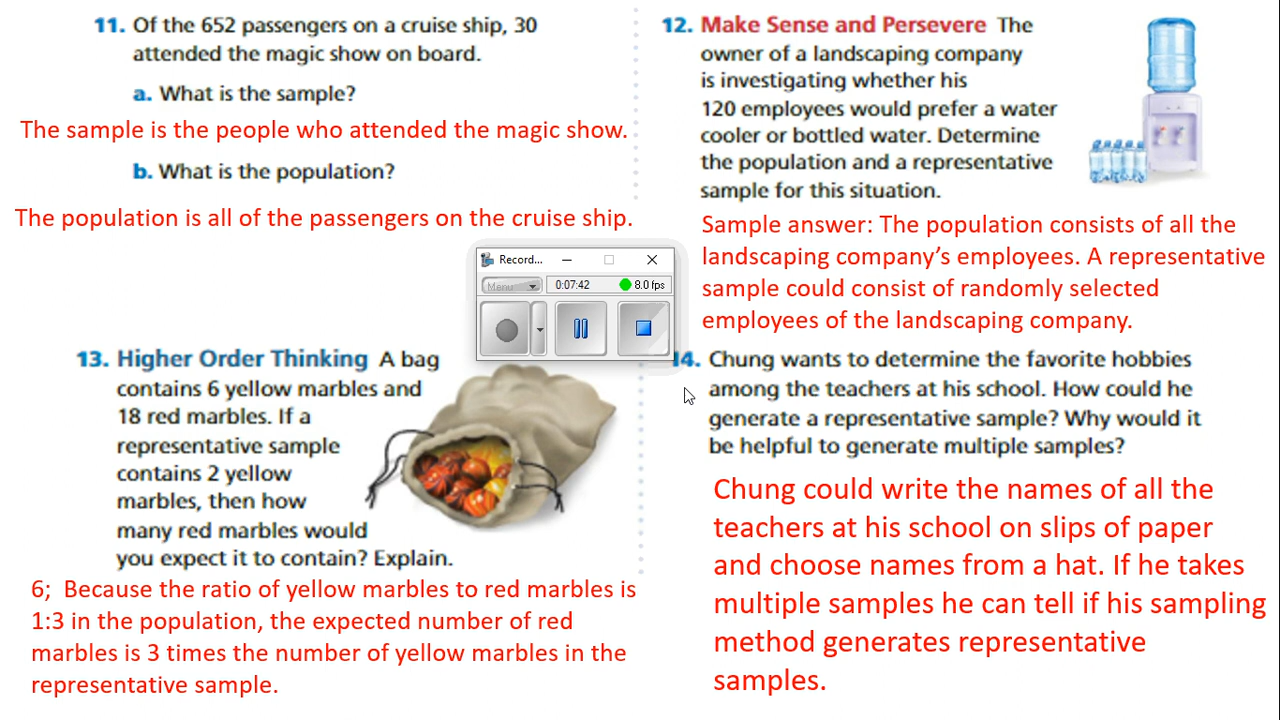 11. Of the 652 passengers on a cruise ship, 30
attended the magic show on board.
a. What is the sample?
The sample is the people who attended the magic show.
b. What is the population?
The population is all of the passengers on the cruise ship.
12. Make Sense and Persevere The
owner of a landscaping company
is investigating whether his
120 employees would prefer a water
cooler or bottled water. Determine
the population and a representative
sample for this situation.
Sample answer: The population consists of all the
landscaping company's employees. A representative
sample could consist of randomly selected
employees of the landscaping company.
Record...
Menu
0:07:42
8.0 fps
13. Higher Order Thinking A bag
contains 6 yellow marbles and
18 red marbles. If a
representative sample
contains 2 yellow
marbles, then how
many red marbles would
you expect it to contain? Explain.
6; Because the ratio of yellow marbles to red marbles is
1:3 in the population, the expected number of red
marbles is 3 times the number of yellow marbles in the
representative sample.
14. Chung wants to determine the favorite hobbies
among the teachers at his school. How could he
generate a representative sample? Why would it
be helpful to generate multiple samples?
Chung could write the names of all the
teachers at his school on slips of paper
and choose names from a hat. If he takes
multiple samples he can tell if his sampling
method generates representative
samples.